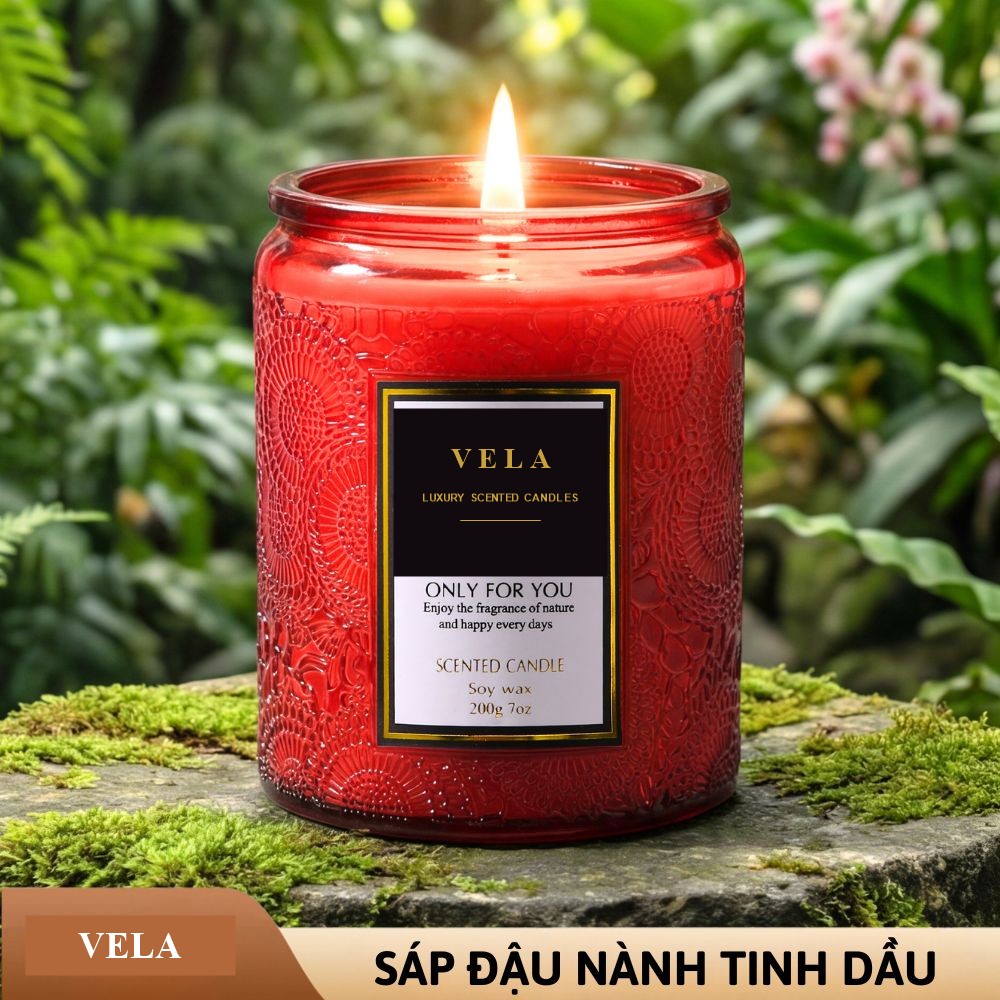 VELA
LUXURY SCENTED CANDLES
ONLY FOR YOU
Enjoy the fragrance of nature
and happy every days
SCENTED CANDLE
Soy wax
200g 7oz
VELA
SÁP ĐẬU NÀNH TINH DẦU